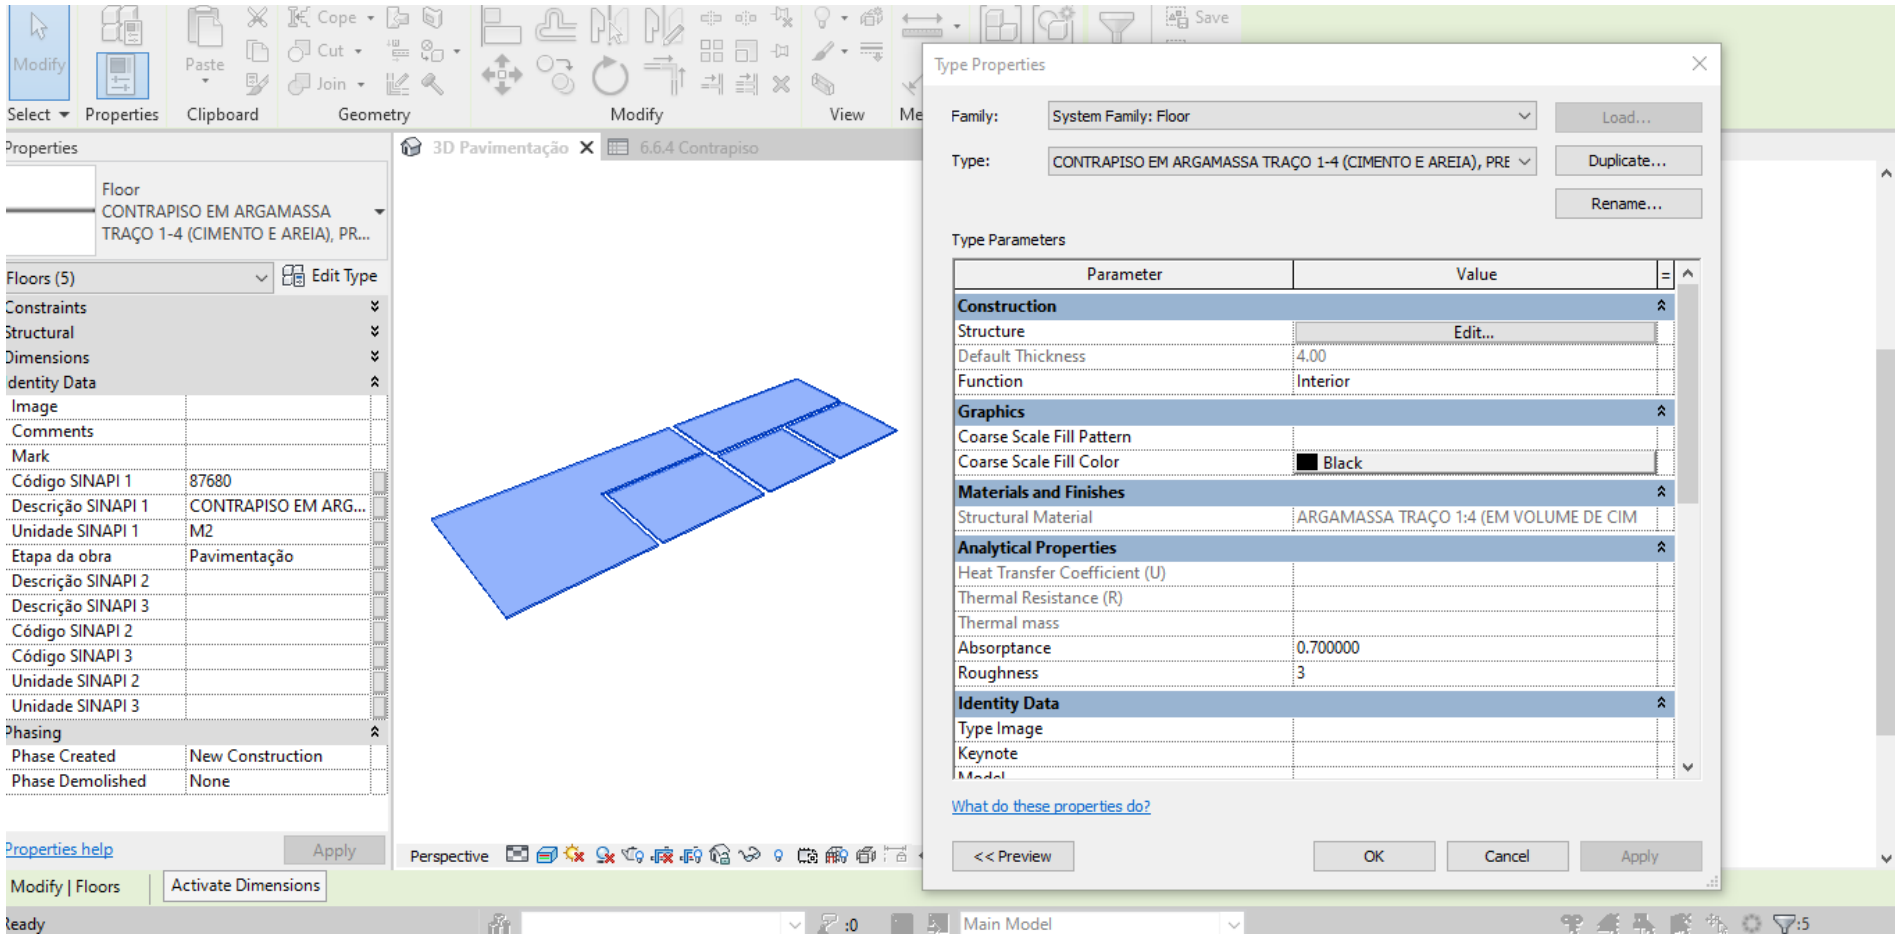 Cope
Save
Cut
Modify
Paste
Join
Select
Properties
Clipboard
Geometry
Modify
View
Me
Properties
3D Pavimentação
6.6.4 Contrapiso
Floor
CONTRAPISO EM ARGAMASSA
TRAÇO 1-4 (CIMENTO E AREIA), PR...
Floors (5)
Edit Type
Constraints
Structural
Dimensions
Identity Data
Image
Comments
Mark
Código SINAPI 1 87680
Descrição SINAPI 1 CONTRAPISO EM ARG...
Unidade SINAPI 1 M2
Etapa da obra Pavimentação
Descrição SINAPI 2
Descrição SINAPI 3
Código SINAPI 2
Código SINAPI 3
Unidade SINAPI 2
Unidade SINAPI 3
Phasing
Phase Created New Construction
Phase Demolished None
Properties help
Apply
Perspective
Type Properties
Family: System Family: Floor Load...
Type: CONTRAPISO EM ARGAMASSA TRAÇO 1-4 (CIMENTO E AREIA), PRE Duplicate...
Rename...
Type Parameters
Parameter Value =
Construction
Structure Edit...
Default Thickness 4.00
Function Interior
Graphics
Coarse Scale Fill Pattern
Coarse Scale Fill Color Black
Materials and Finishes
Structural Material ARGAMASSA TRAÇO 1:4 (EM VOLUME DE CIM
Analytical Properties
Heat Transfer Coefficient (U)
Thermal Resistance (R)
Thermal mass
Absorptance 0.700000
Roughness 3
Identity Data
Type Image
Keynote
Model
What do these properties do?
<< Preview OK Cancel Apply
Modify | Floors Activate Dimensions
Ready
:0
Main Model
:5